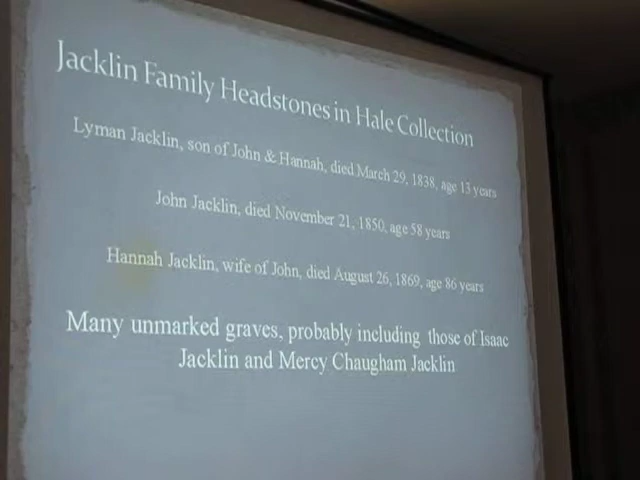 Jacklin Family Headstones in Hale Collection
Lyman Jacklin, son of John & Hannah, died March 29, 1838, age 13 years
John Jacklin, died November 21, 1850, age 58 years
Hannah Jacklin, wife of John, died August 26, 1869, age 86 years
Many unmarked graves, probably including those of Isaac
Jacklin and Mercy Chaugham Jacklin